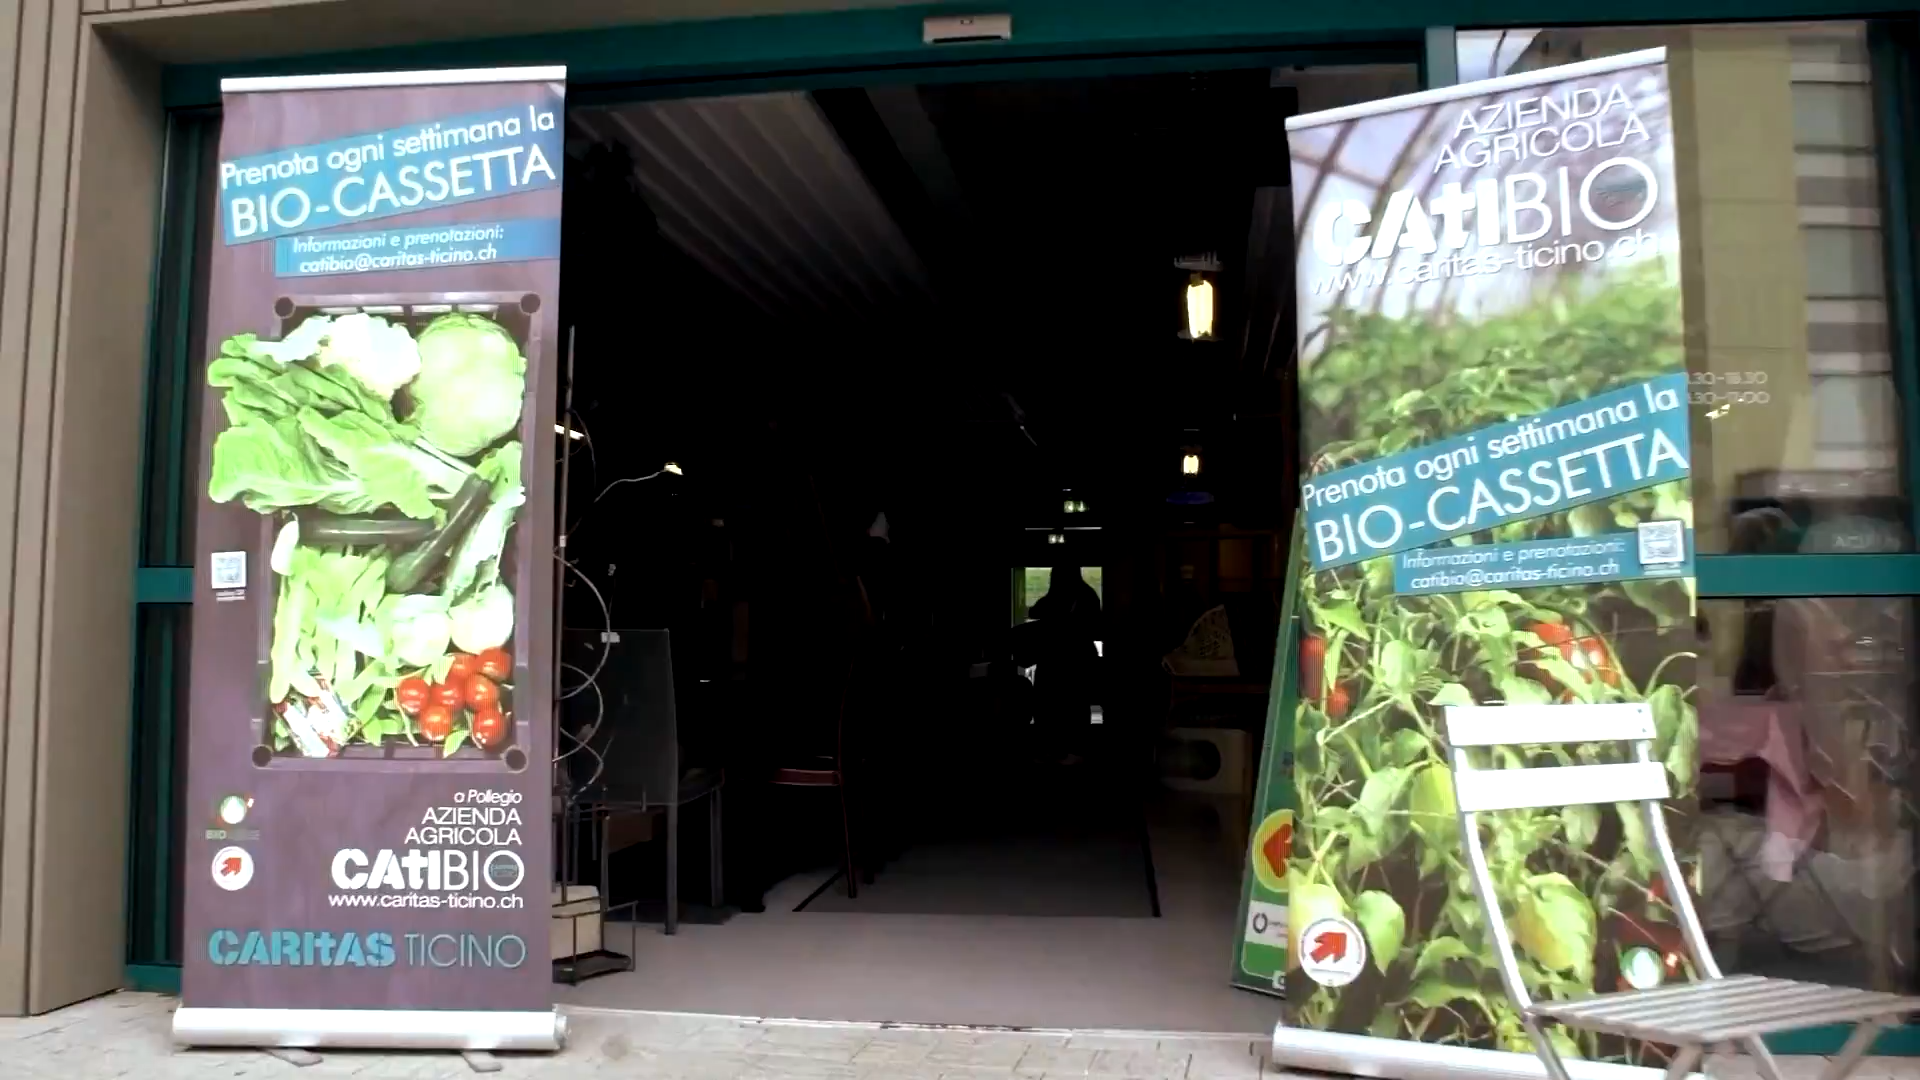 Prenota ogni settimana la
BIO-CASSETTA
Informazioni e prenotazioni:
catibio@caritas-ticino.ch
a Pollegio
AZIENDA
AGRICOLA
CAtIBIO
www.caritas-ticino.ch
CARItAS TICINO
AZIENDA
AGRICOLA
CAtIBIO
www.caritas-ticino.ch
Prenota ogni settimana la
BIO-CASSETTA
Informazioni e prenotazioni:
catibio@caritas-ticino.ch